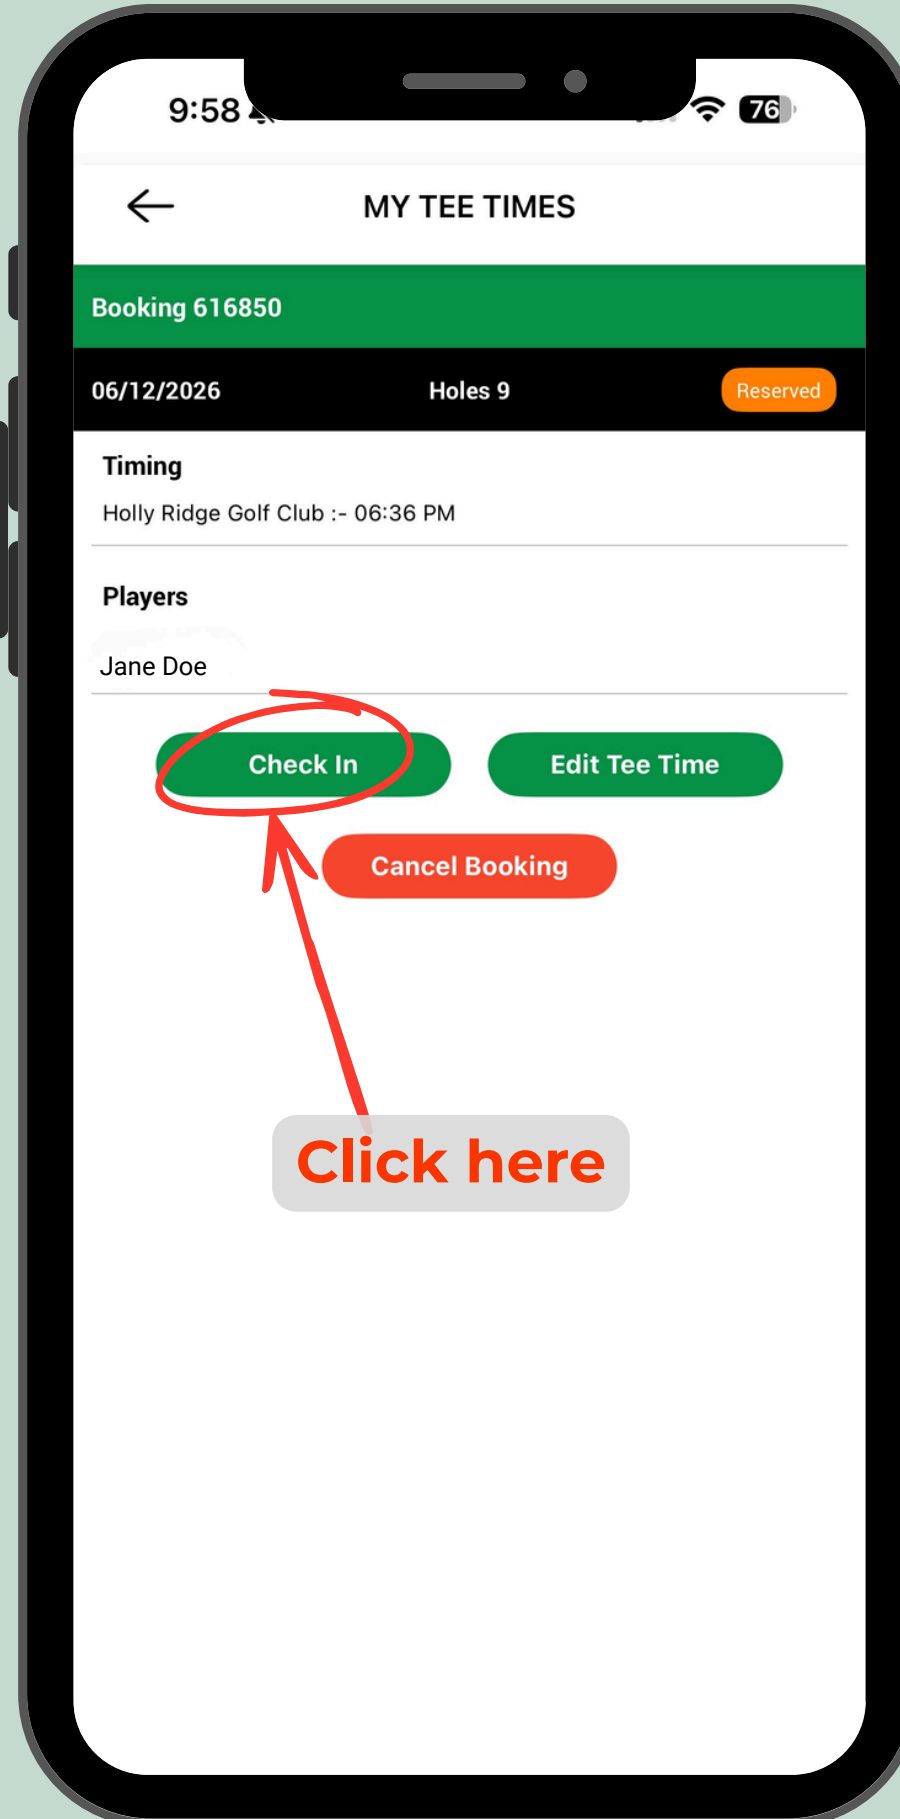 9:58
76
MY TEE TIMES
Booking 616850
06/12/2026 Holes 9 Reserved
Timing
Holly Ridge Golf Club :- 06:36 PM
Players
Jane Doe
Check In Edit Tee Time
Cancel Booking
Click here